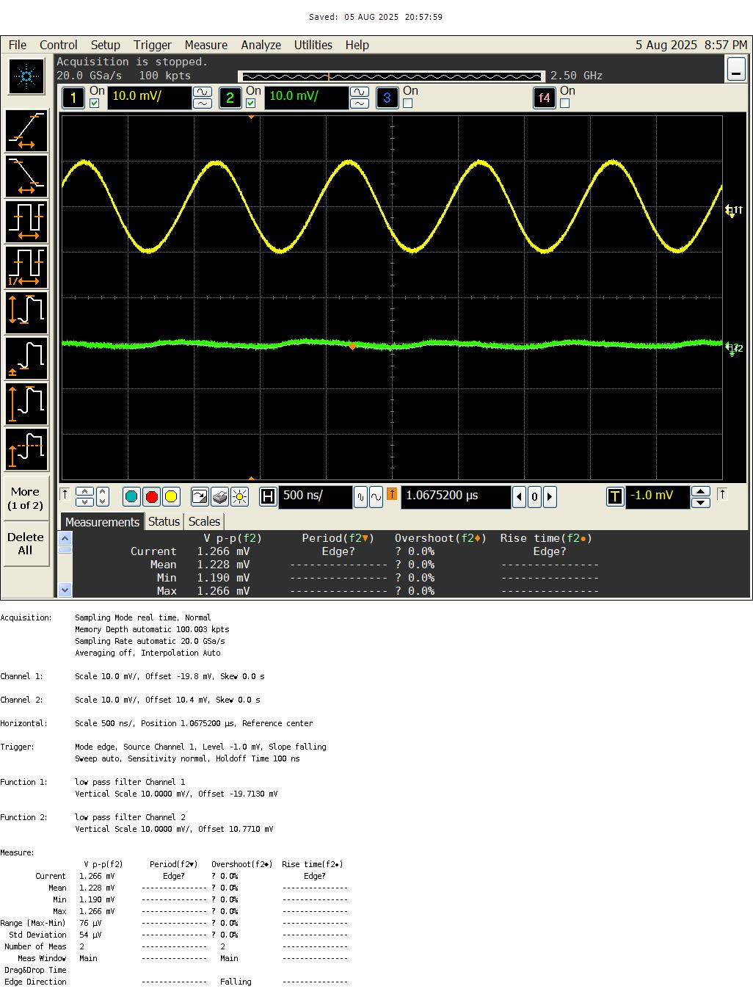 Saved: 05 AUG 2025 20:57:59
File Control Setup Trigger Measure Analyze Utilities Help 5 Aug 2025 8:57 PM
Acquisition is stopped.
20.0 GSa/s 100 kpts 2.50 GHz
1 On 10.0 mV/ 2 On 10.0 mV/ 3 On f4 On
f1
f2
1/
More
(1 of 2)
Delete
All
H 500 ns/ 1.0675200 µs 0 T -1.0 mV
Measurements Status Scales
V p-p(f2) Period(f2▼) Overshoot(f2♦) Rise time(f2●)
Current 1.266 mV Edge? ? 0.0% Edge?
Mean 1.228 mV --------------- ? 0.0% ---------------
Min 1.190 mV --------------- ? 0.0% ---------------
Max 1.266 mV --------------- ? 0.0% ---------------
Acquisition: Sampling Mode real time, Normal
Memory Depth automatic 100.003 kpts
Sampling Rate automatic 20.0 GSa/s
Averaging off, Interpolation Auto
Channel 1: Scale 10.0 mV/, Offset -19.8 mV, Skew 0.0 s
Channel 2: Scale 10.0 mV/, Offset 10.4 mV, Skew 0.0 s
Horizontal: Scale 500 ns/, Position 1.0675200 µs, Reference center
Trigger: Mode edge, Source Channel 1, Level -1.0 mV, Slope falling
Sweep auto, Sensitivity normal, Holdoff Time 100 ns
Function 1: low pass filter Channel 1
Vertical Scale 10.0000 mV/, Offset -19.7130 mV
Function 2: low pass filter Channel 2
Vertical Scale 10.0000 mV/, Offset 10.7710 mV
Measure:
V p-p(f2) Period(f2▼) Overshoot(f2♦) Rise time(f2●)
Current 1.266 mV Edge? ? 0.0% Edge?
Mean 1.228 mV --------------- ? 0.0% ---------------
Min 1.190 mV --------------- ? 0.0% ---------------
Max 1.266 mV --------------- ? 0.0% ---------------
Range (Max-Min) 76 µV --------------- ? 0.0% ---------------
Std Deviation 54 µV --------------- ? 0.0% ---------------
Number of Meas 2 --------------- 2 ---------------
Meas Window Main --------------- Main ---------------
Drag&Drop Time
Edge Direction --------------- Falling ---------------